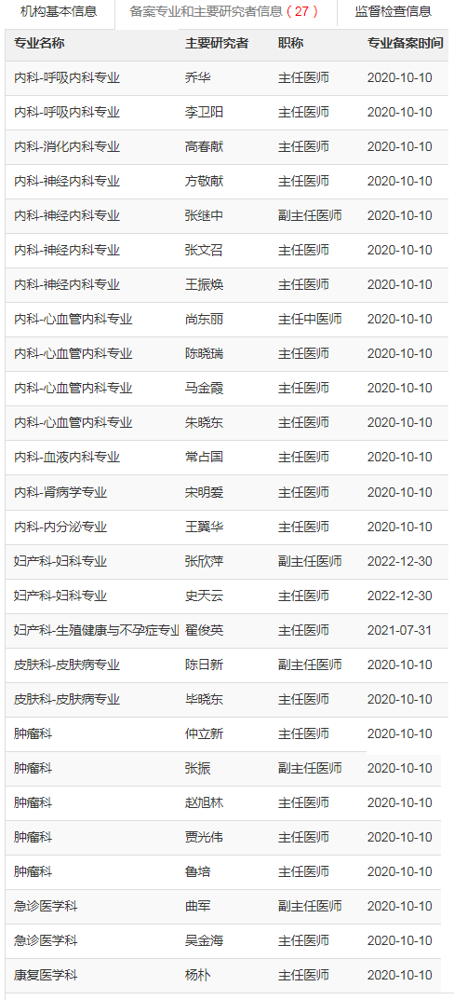 机构基本信息 备案专业和主要研究者信息（27） 监督检查信息
专业名称 主要研究者 职称 专业备案时间
内科-呼吸内科专业 乔华 主任医师 2020-10-10
内科-呼吸内科专业 李卫阳 主任医师 2020-10-10
内科-消化内科专业 高春献 主任医师 2020-10-10
内科-神经内科专业 方敬献 主任医师 2020-10-10
内科-神经内科专业 张继中 副主任医师 2020-10-10
内科-神经内科专业 张文召 主任医师 2020-10-10
内科-神经内科专业 王振焕 主任医师 2020-10-10
内科-心血管内科专业 尚东丽 主任中医师 2020-10-10
内科-心血管内科专业 陈晓瑞 主任医师 2020-10-10
内科-心血管内科专业 马金霞 主任医师 2020-10-10
内科-心血管内科专业 朱晓东 主任医师 2020-10-10
内科-血液内科专业 常占国 主任医师 2020-10-10
内科-肾病学专业 宋明爱 主任医师 2020-10-10
内科-内分泌专业 王翼华 主任医师 2020-10-10
妇产科-妇科专业 张欣萍 副主任医师 2022-12-30
妇产科-妇科专业 史天云 主任医师 2022-12-30
妇产科-生殖健康与不孕症专业 翟俊英 主任医师 2021-07-31
皮肤科-皮肤病专业 陈日新 副主任医师 2020-10-10
皮肤科-皮肤病专业 毕晓东 主任医师 2020-10-10
肿瘤科 仲立新 主任医师 2020-10-10
肿瘤科 张振 副主任医师 2020-10-10
肿瘤科 赵旭林 主任医师 2020-10-10
肿瘤科 贾光伟 主任医师 2020-10-10
肿瘤科 鲁培 主任医师 2020-10-10
急诊医学科 曲军 副主任医师 2020-10-10
急诊医学科 吴金海 主任医师 2020-10-10
康复医学科 杨朴 主任医师 2020-10-10